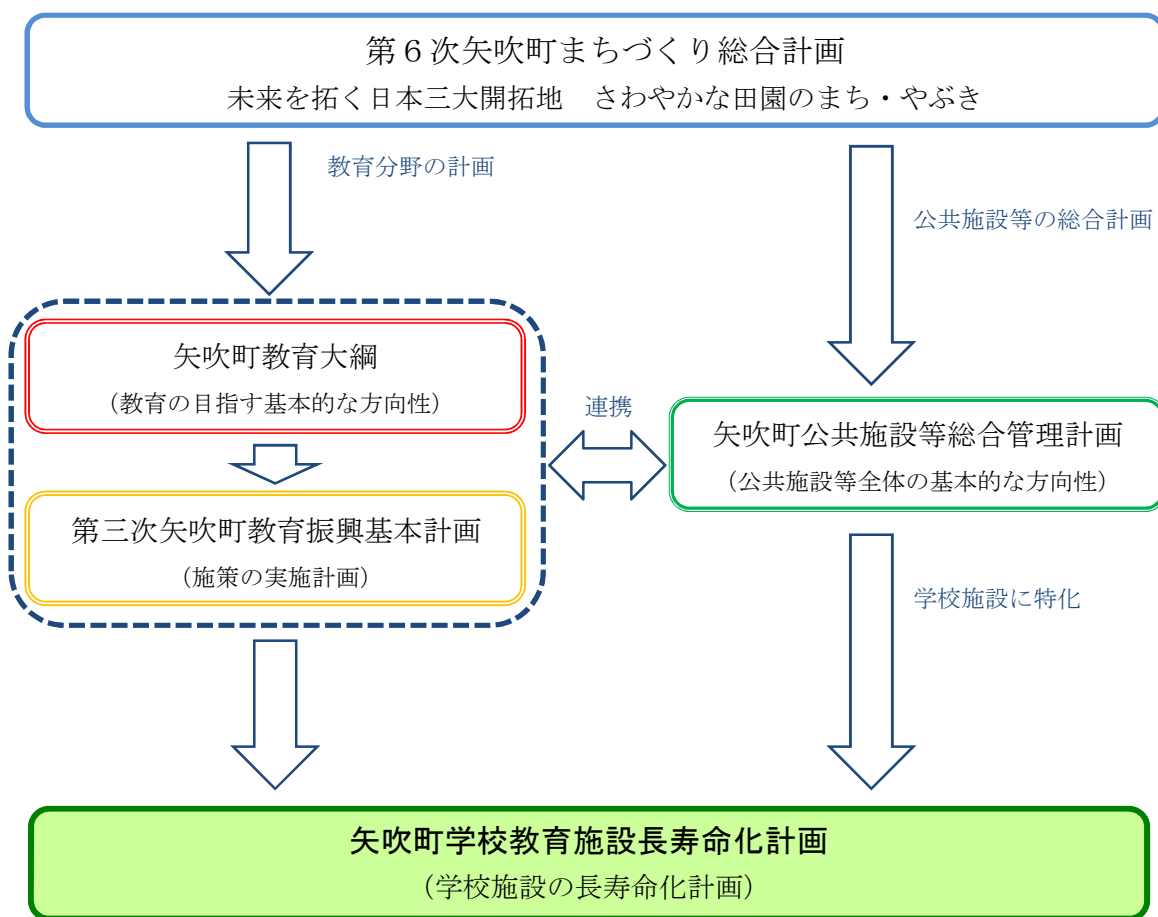 第６次矢吹町まちづくり総合計画
未来を拓く日本三大開拓地　さわやかな田園のまち・やぶき
教育分野の計画
公共施設等の総合計画
矢吹町教育大綱
（教育の目指す基本的な方向性）
連携
矢吹町公共施設等総合管理計画
（公共施設等全体の基本的な方向性）
第三次矢吹町教育振興基本計画
（施策の実施計画）
学校施設に特化
矢吹町学校教育施設長寿命化計画
（学校施設の長寿命化計画）